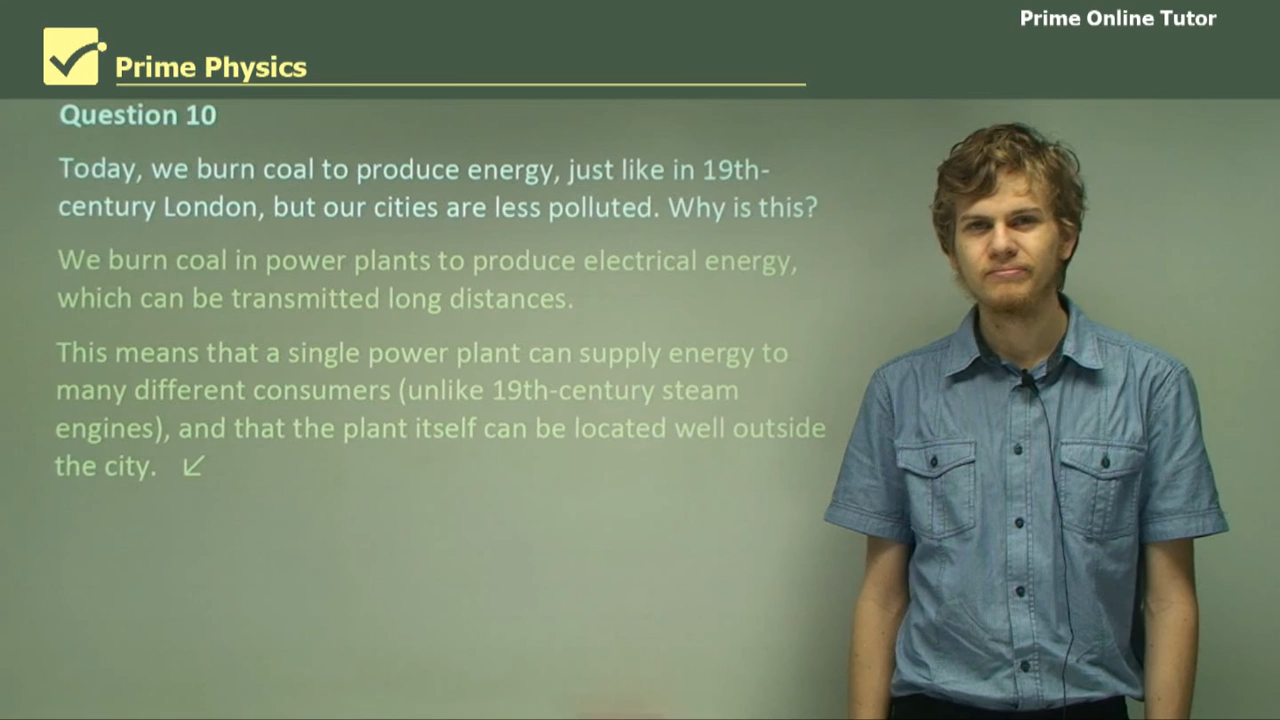 Prime Online Tutor
Prime Physics
Question 10
Today, we burn coal to produce energy, just like in 19th-
century London, but our cities are less polluted. Why is this?
We burn coal in power plants to produce electrical energy,
which can be transmitted long distances.
This means that a single power plant can supply energy to
many different consumers (unlike 19th-century steam
engines), and that the plant itself can be located well outside
the city.